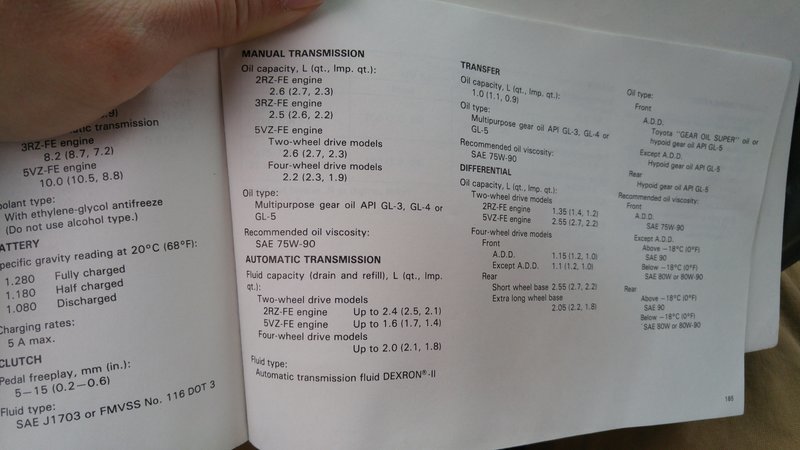 .9)
transmission
3RZ-FE engine
8.2 (8.7, 7.2)
5VZ-FE engine
10.0 (10.5, 8.8)
oolant type:
With ethylene-glycol antifreeze
(Do not use alcohol type.)
ATTERY
pecific gravity reading at 20°C (68°F):
1.280 Fully charged
1.180 Half charged
1.080 Discharged
Charging rates:
5 A max.
CLUTCH
Pedal freeplay, mm (in.):
5—15 (0.2—0.6)
Fluid type:
SAE J1703 or FMVSS No. 116 DOT 3
MANUAL TRANSMISSION
Oil capacity, L (qt., Imp. qt.):
2RZ-FE engine
2.6 (2.7, 2.3)
3RZ-FE engine
2.5 (2.6, 2.2)
5VZ-FE engine
Two-wheel drive models
2.6 (2.7, 2.3)
Four-wheel drive models
2.2 (2.3, 1.9)
Oil type:
Multipurpose gear oil API GL-3, GL-4 or
GL-5
Recommended oil viscosity:
SAE 75W-90
AUTOMATIC TRANSMISSION
Fluid capacity (drain and refill), L (qt., Imp.
qt.):
Two-wheel drive models
2RZ-FE engine Up to 2.4 (2.5, 2.1)
5VZ-FE engine Up to 1.6 (1.7, 1.4)
Four-wheel drive models
Up to 2.0 (2.1, 1.8)
Fluid type:
Automatic transmission fluid DEXRON®-II
TRANSFER
Oil capacity, L (qt., Imp. qt.):
1.0 (1.1, 0.9)
Oil type:
Multipurpose gear oil API GL-3, GL-4 or
GL-5
Recommended oil viscosity:
SAE 75W-90
DIFFERENTIAL
Oil capacity, L (qt., Imp. qt.):
Two-wheel drive models
2RZ-FE engine 1.35 (1.4, 1.2)
5VZ-FE engine 2.55 (2.7, 2.2)
Four-wheel drive models
Front
A.D.D. 1.15 (1.2, 1.0)
Except A.D.D. 1.1 (1.2, 1.0)
Rear
Short wheel base 2.55 (2.7, 2.2)
Extra long wheel base
2.05 (2.2, 1.8)
Oil type:
Front
A.D.D.
Toyota "GEAR OIL SUPER" oil or
hypoid gear oil API GL-5
Except A.D.D.
Hypoid gear oil API GL-5
Rear
Hypoid gear oil API GL-5
Recommended oil viscosity:
Front
A.D.D.
SAE 75W-90
Except A.D.D.
Above —18°C (0°F)
SAE 90
Below —18°C (0°F)
SAE 80W or 80W-90
Rear
Above —18°C (0°F)
SAE 90
Below —18°C (0°F)
SAE 80W or 80W-90
165